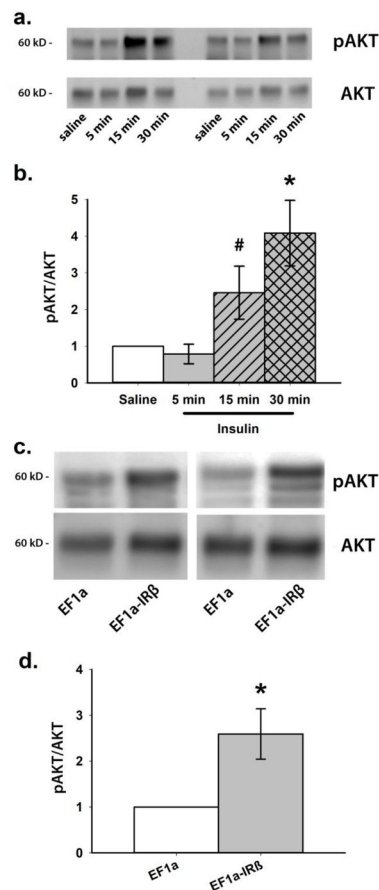 a.
60 kD -
pAKT
60 kD -
AKT
saline 5 min 15 min 30 min saline 5 min 15 min 30 min
b.
5
4
3
2
1
0
pAKT/AKT
#
*
Saline 5 min 15 min 30 min
Insulin
c.
60 kD -
pAKT
60 kD -
AKT
EF1a EF1a-IRβ EF1a EF1a-IRβ
d.
4
3
2
1
0
pAKT/AKT
*
EF1a EF1a-IRβ